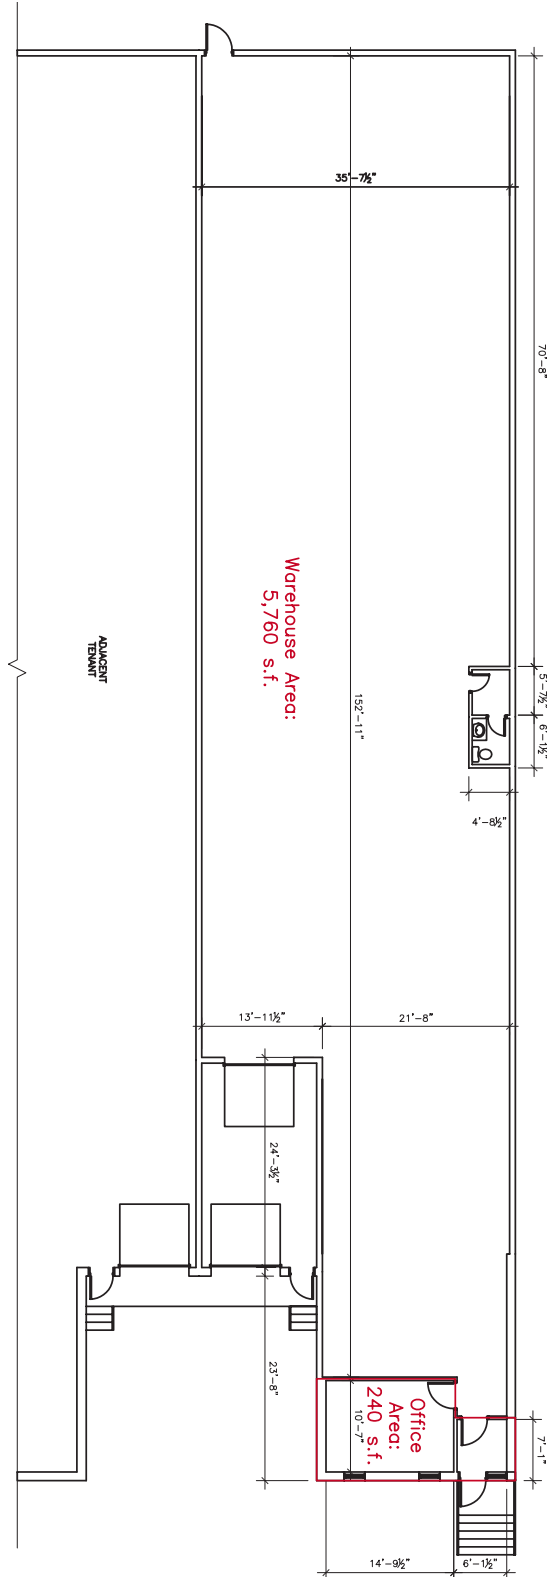 35'-7½"
70'-8"
Warehouse Area:
5,760 s.f.
ADJACENT
TENANT
5'-7½"
6'-1½"
152'-11"
4'-8½"
13'-11½"
21'-8"
24'-3½"
23'-8"
Office
Area:
240 s.f.
10'-7"
7'-1"
14'-9½"
6'-1½"